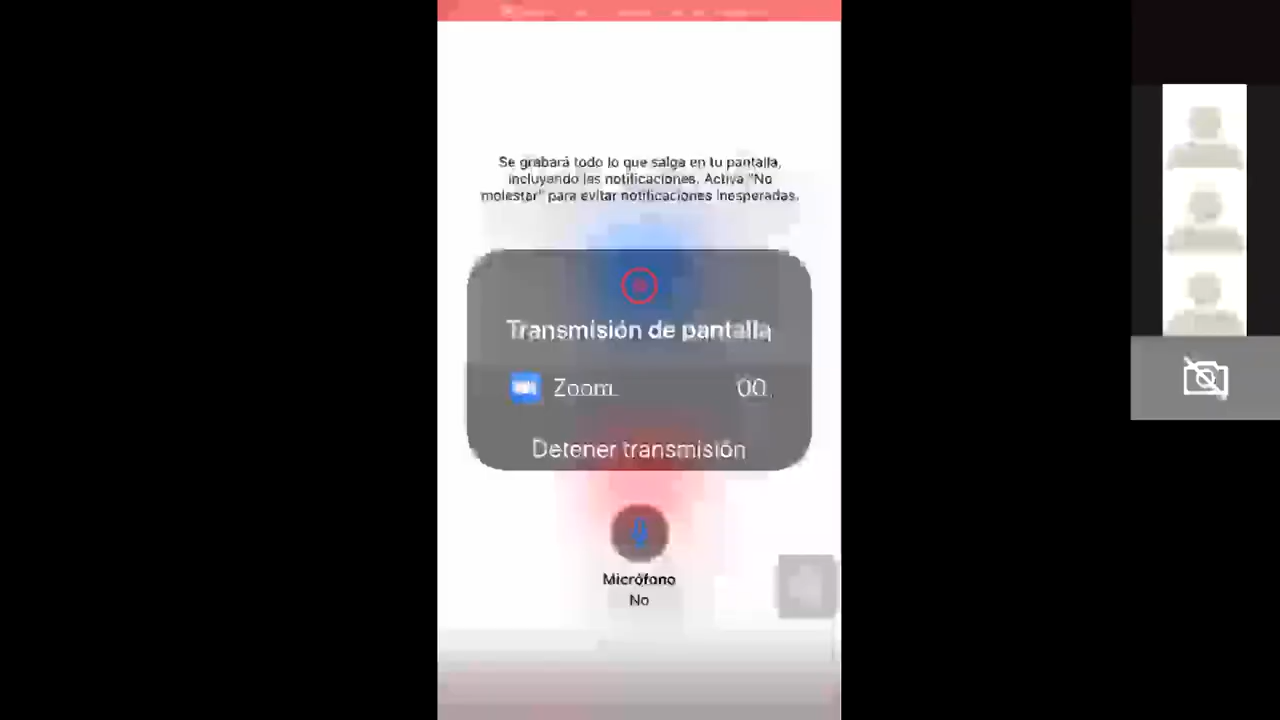 Se grabará todo lo que salga en tu pantalla,
incluyendo las notificaciones. Activa "No
molestar" para evitar notificaciones inesperadas.
Transmisión de pantalla
Zoom
00
Detener transmisión
Micrófono
No